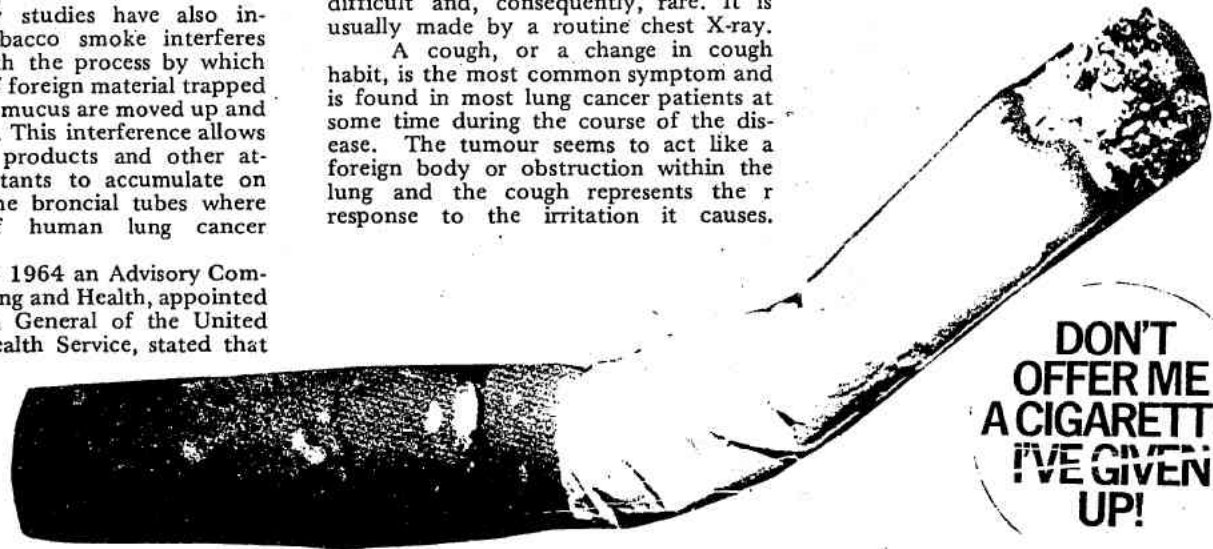 studies have also in-
bacco smoke interferes
h the process by which
foreign material trapped
mucus are moved up and
This interference allows
products and other at-
tants to accumulate on
ne broncial tubes where
human lung cancer
1964 an Advisory Com-
ng and Health, appointed
General of the United
ealth Service, stated that
difficult and, consequently, rare. It is
usually made by a routine chest X-ray.
A cough, or a change in cough
habit, is the most common symptom and
is found in most lung cancer patients at
some time during the course of the dis-
ease. The tumour seems to act like a
foreign body or obstruction within the
lung and the cough represents the r
response to the irritation it causes.
DON'T
OFFER ME
A CIGARETT
I'VE GIVEN
UP!